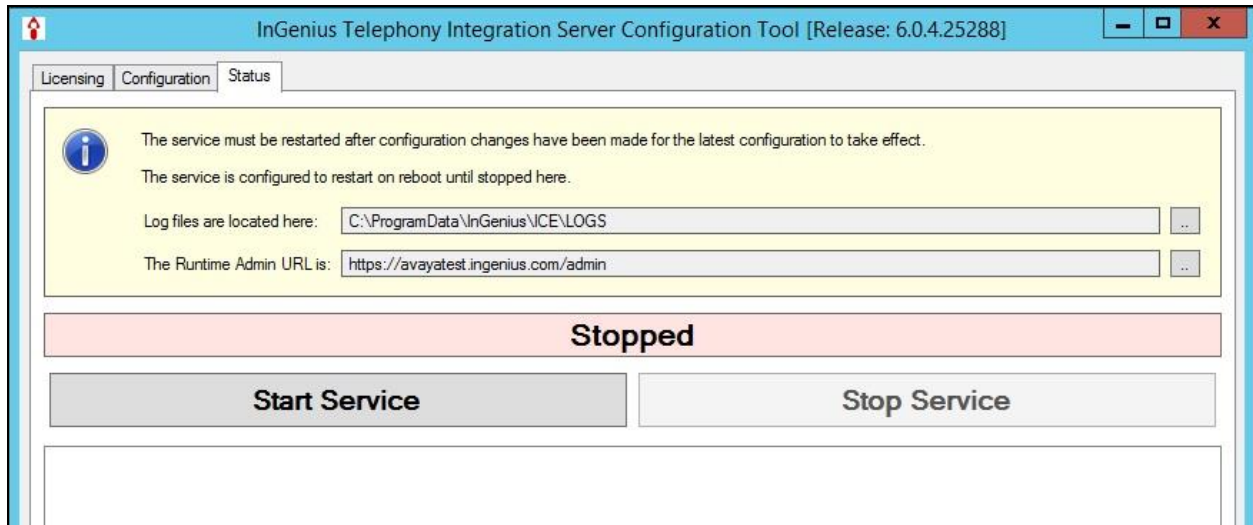 InGenius Telephony Integration Server Configuration Tool [Release: 6.0.4.25288]
Licensing Configuration Status
The service must be restarted after configuration changes have been made for the latest configuration to take effect.
The service is configured to restart on reboot until stopped here.
Log files are located here: C:\ProgramData\InGenius\ICE\LOGS ..
The Runtime Admin URL is: https://avayatest.ingenius.com/admin ..
Stopped
Start Service Stop Service